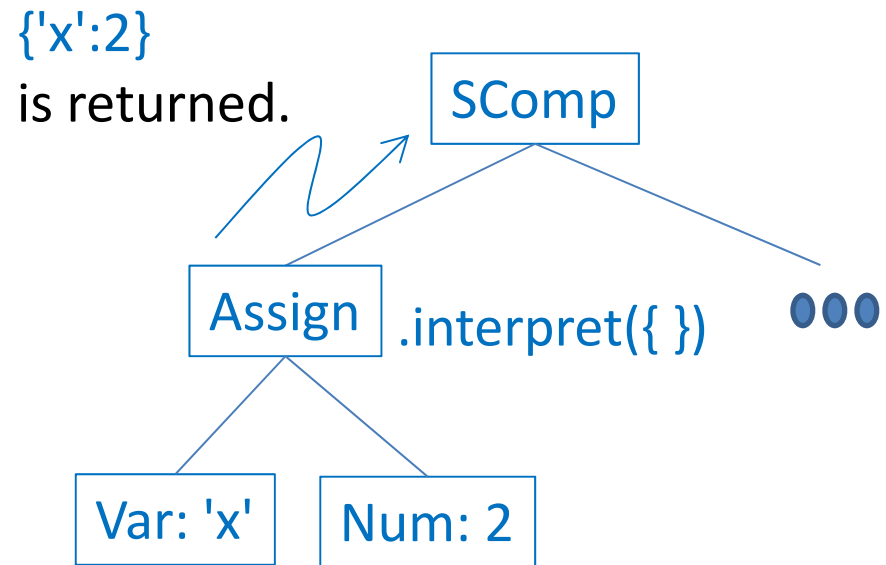 {'x':2}
is returned.
SComp
Assign
.interpret({ })
Var: 'x'
Num: 2